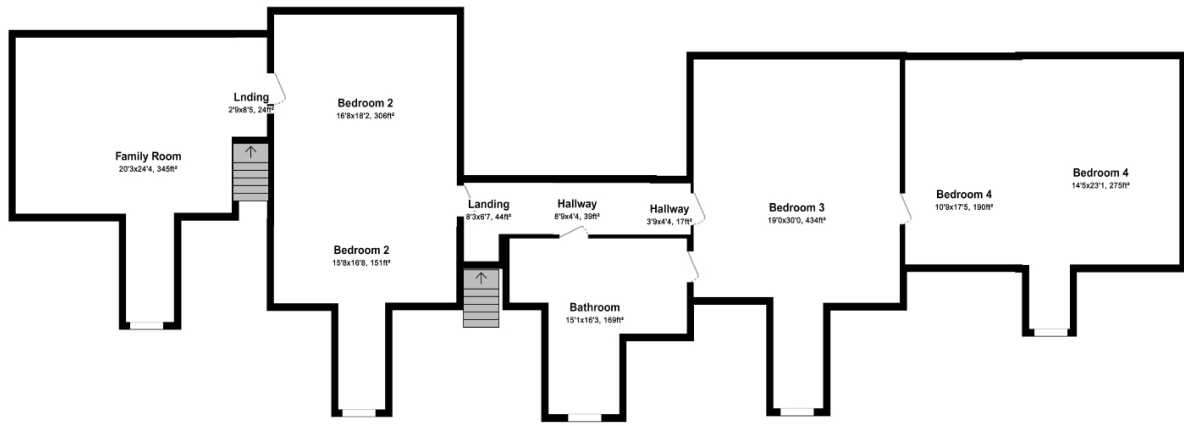 Lnding
2'9x8'5, 24ft²
Family Room
20'3x24'4, 345ft²
Bedroom 2
16'8x18'2, 306ft²
Bedroom 2
15'8x16'8, 151ft²
Landing
8'3x6'7, 44ft²
Hallway
8'9x4'4, 39ft²
Hallway
3'9x4'4, 17ft²
Bathroom
15'1x16'3, 169ft²
Bedroom 3
19'0x30'0, 434ft²
Bedroom 4
10'9x17'5, 190ft²
Bedroom 4
14'5x23'1, 275ft²